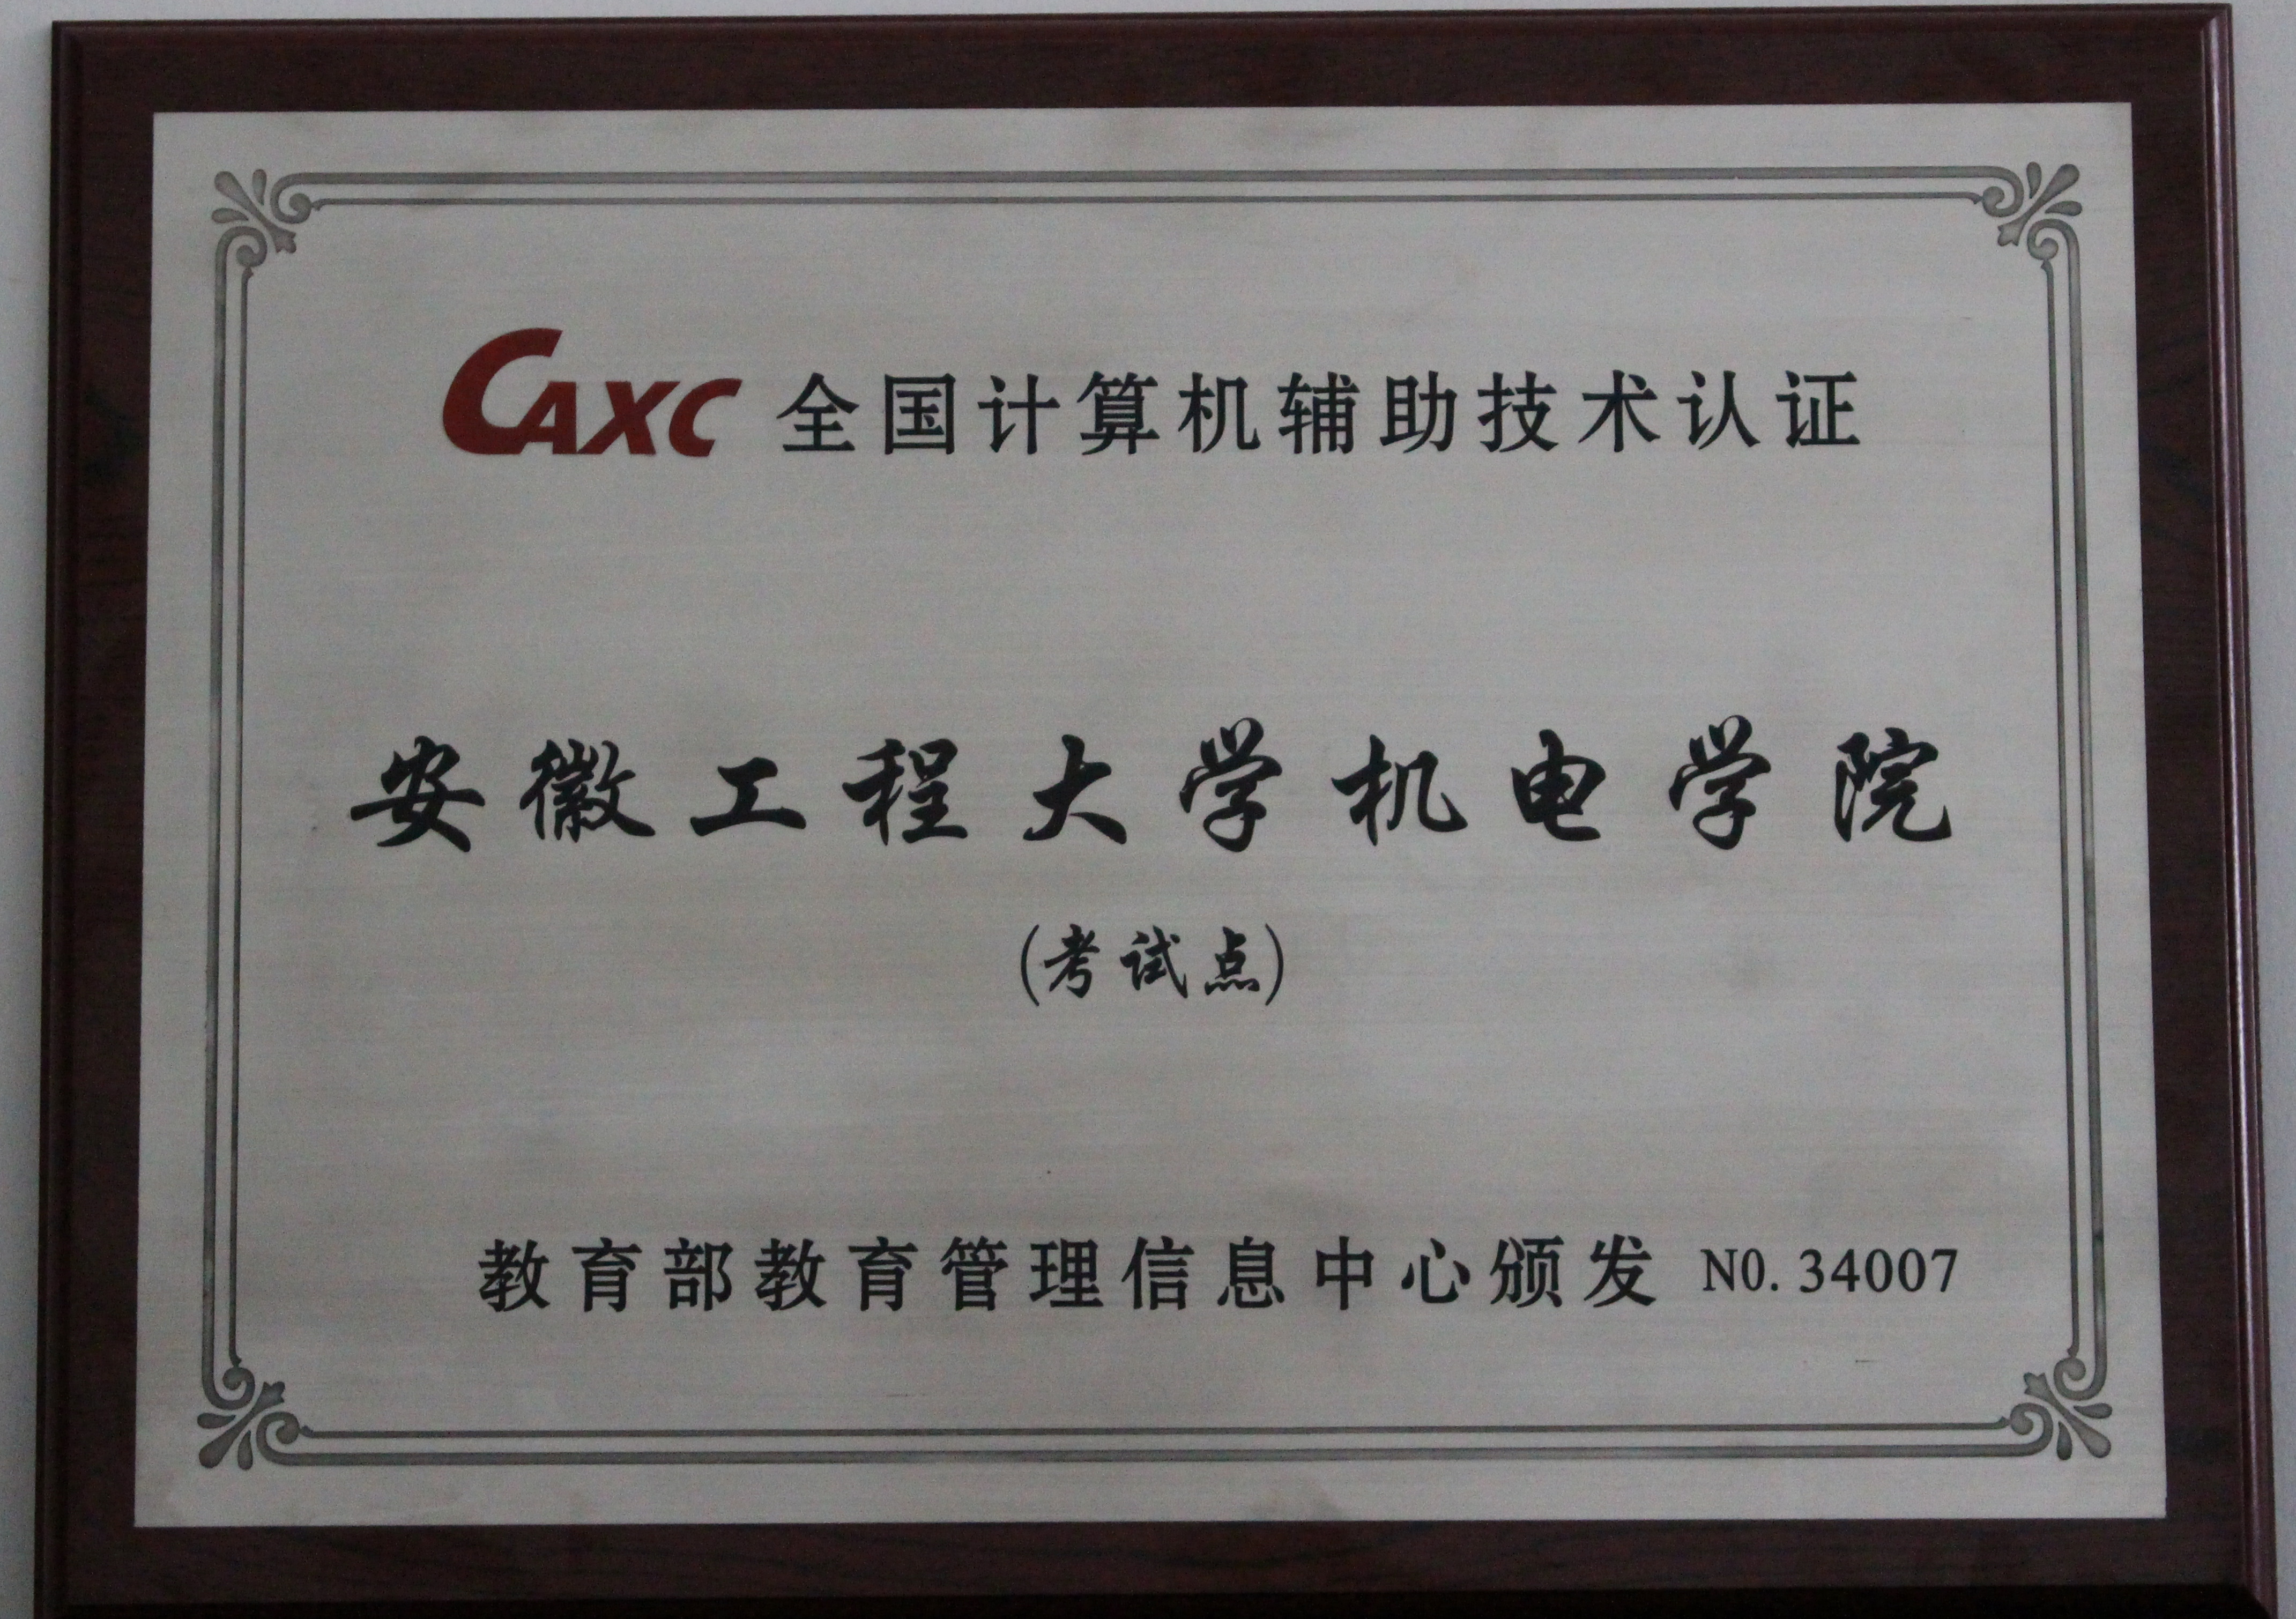 CAXC 全国计算机辅助技术认证
安徽工程大学机电学院
(考试点)
教育部教育管理信息中心颁发 NO. 34007